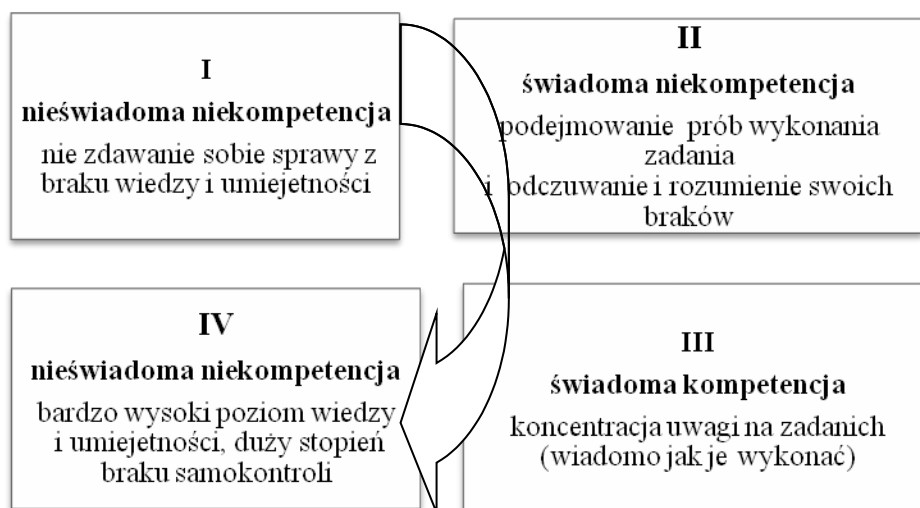 I
nieświadoma niekompetencja
nie zdawanie sobie sprawy z
braku wiedzy i umiejetności
II
świadoma niekompetencja
podejmowanie prób wykonania
zadania
i odczuwanie i rozumienie swoich
braków
IV
nieświadoma niekompetencja
bardzo wysoki poziom wiedzy
i umiejetności, duży stopień
braku samokontroli
III
świadoma kompetencja
koncentracja uwagi na zadanich
(wiadomo jak je wykonać)